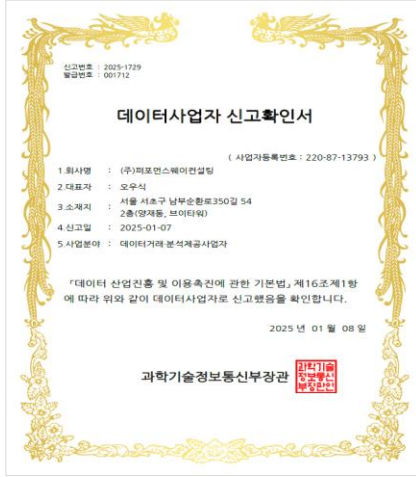 신고번호 : 2025-1729
발급번호 : 001712
데이터사업자 신고확인서
( 사업자등록번호 : 220-87-13793 )
1.회사명 : (주)퍼포먼스웨이컨설팅
2.대표자 : 오우식
3.소재지 : 서울 서초구 남부순환로350길 54
2층(양재동, 브이타워)
4.신고일 : 2025-01-07
5.사업분야 : 데이터거래·분석제공사업자
「데이터 산업진흥 및 이용촉진에 관한 기본법」 제16조제1항
에 따라 위와 같이 데이터사업자로 신고했음을 확인합니다.
2025 년 01 월 08 일
과학기술정보통신부장관
과학기술
정보통신
부장관인